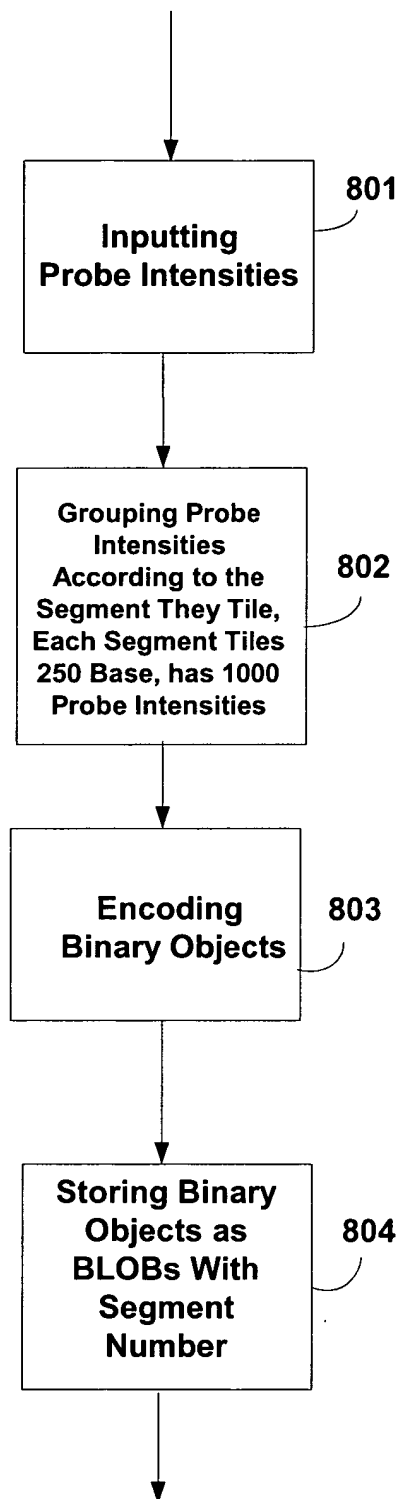 801
Inputting
Probe Intensities
Grouping Probe
Intensities
According to the
Segment They Tile,
Each Segment Tiles
250 Base, has 1000
Probe Intensities
802
Encoding
Binary Objects
803
Storing Binary
Objects as
BLOBs With
Segment
Number
804